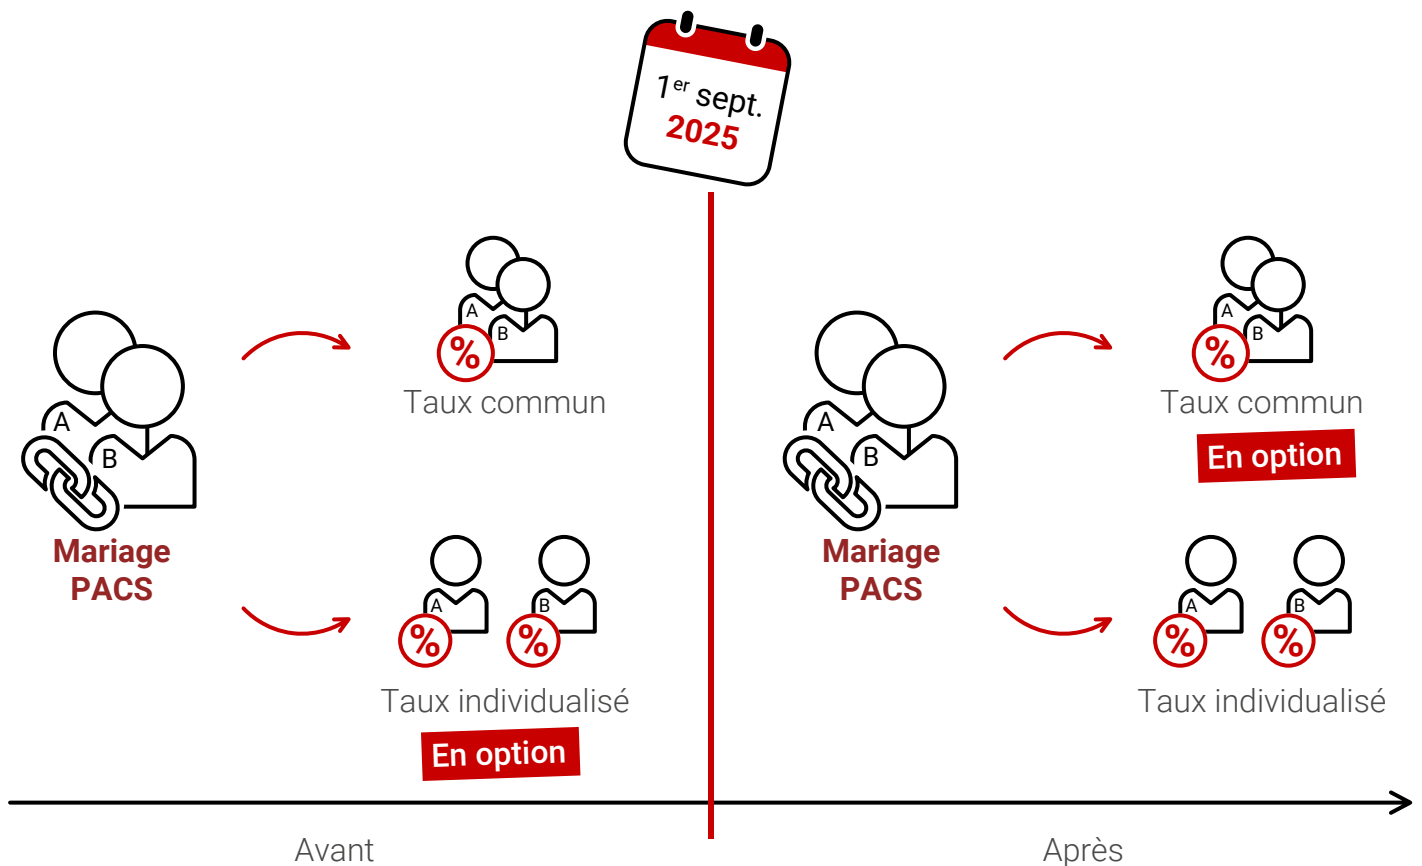 1er sept.
2025
A
B
%
Taux commun
A
B
Mariage
PACS
A
%
B
%
Taux individualisé
En option
A
B
%
Taux commun
En option
A
B
Mariage
PACS
A
%
B
%
Taux individualisé
Avant
Après